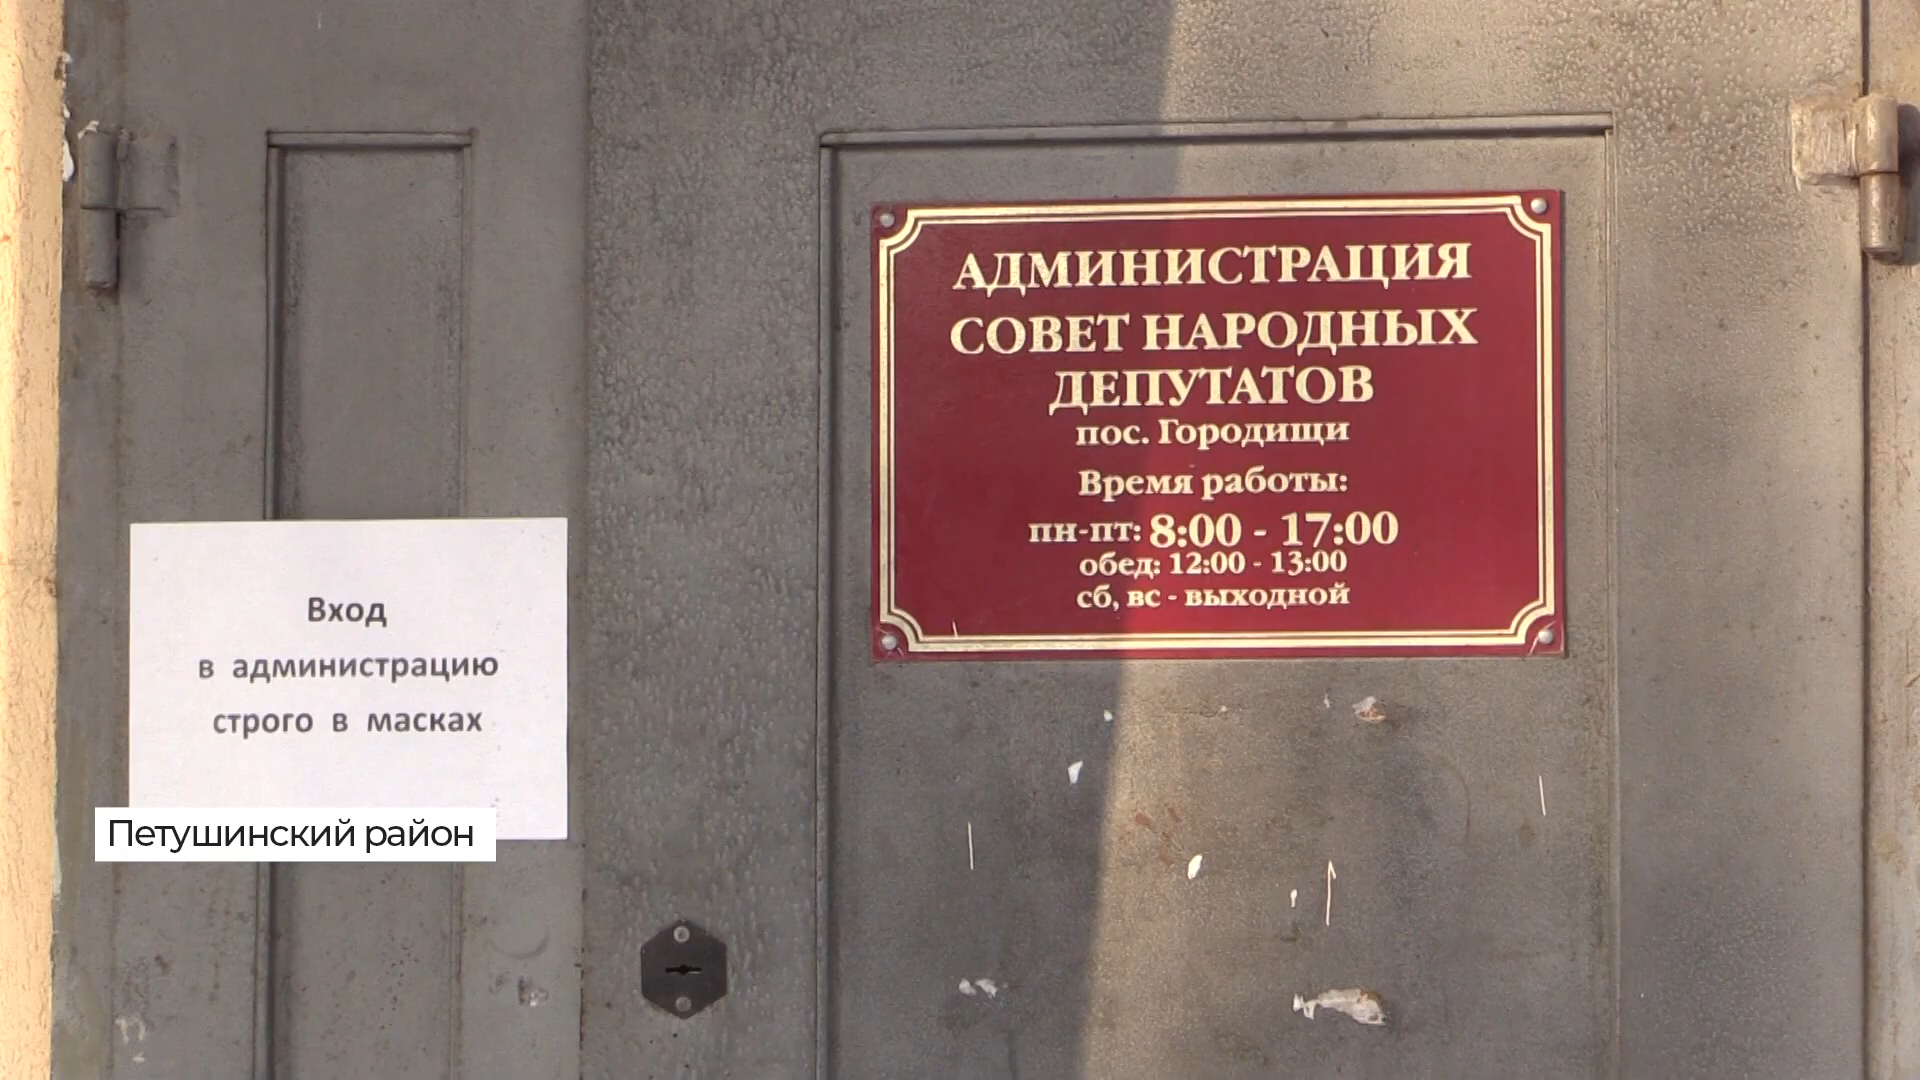 АДМИНИСТРАЦИЯ
СОВЕТ НАРОДНЫХ
ДЕПУТАТОВ
пос. Городищи
Время работы:
пн-пт: 8:00 - 17:00
обед: 12:00 - 13:00
сб, вс - выходной
Вход
в администрацию
строго в масках
Петушинский район